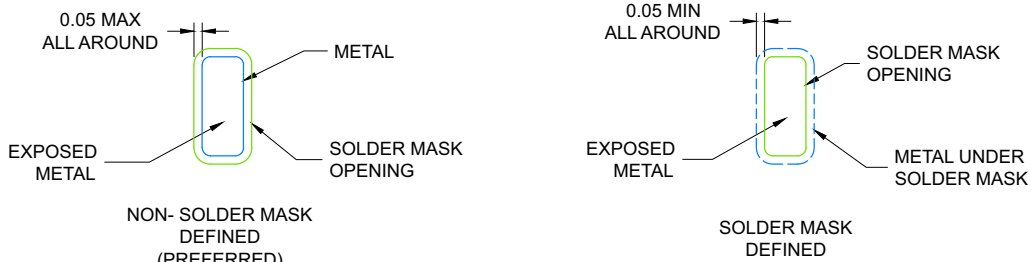 0.05 MAX
ALL AROUND
METAL
EXPOSED
METAL
SOLDER MASK
OPENING
NON- SOLDER MASK
DEFINED
(PREFERRED)
0.05 MIN
ALL AROUND
SOLDER MASK
OPENING
EXPOSED
METAL
METAL UNDER
SOLDER MASK
SOLDER MASK
DEFINED